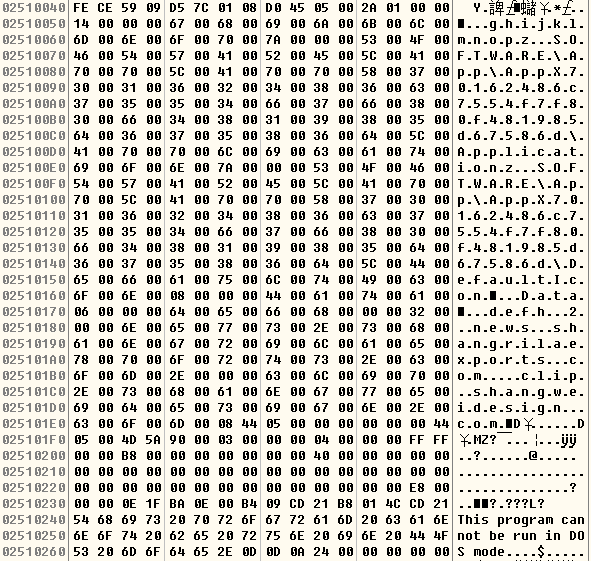 02510040 FE CE 59 09 D5 7C 01 08 D0 45 05 00 2A 01 00 00
02510050 14 00 00 00 67 00 68 00 69 00 6A 00 6B 00 6C 00 ■...g.h.i.j.k.l.
02510060 6D 00 6E 00 6F 00 70 00 7A 00 00 00 53 00 4F 00 m.n.o.p.z...S.O.
02510070 46 00 54 00 57 00 41 00 52 00 45 00 5C 00 41 00 F.T.W.A.R.E.\.A.
02510080 70 00 70 00 5C 00 41 00 70 00 70 00 58 00 37 00 p.p.\.A.p.p.X.7.
02510090 30 00 31 00 36 00 32 00 34 00 38 00 36 00 63 00 0.1.6.2.4.8.6.c.
025100A0 37 00 35 00 35 00 34 00 66 00 37 00 66 00 38 00 7.5.5.4.f.7.f.8.
025100B0 30 00 66 00 34 00 38 00 31 00 39 00 38 00 35 00 0.f.4.8.1.9.8.5.
025100C0 64 00 36 00 37 00 35 00 38 00 36 00 64 00 5C 00 d.6.7.5.8.6.d.\.
025100D0 41 00 70 00 70 00 6C 00 69 00 63 00 61 00 74 00 A.p.p.l.i.c.a.t.
025100E0 69 00 6F 00 6E 00 7A 00 00 00 53 00 4F 00 46 00 i.o.n.z...S.O.F.
025100F0 54 00 57 00 41 00 52 00 45 00 5C 00 41 00 70 00 T.W.A.R.E.\.A.p.
02510100 70 00 5C 00 41 00 70 00 70 00 58 00 37 00 30 00 p.\.A.p.p.X.7.0.
02510110 31 00 36 00 32 00 34 00 38 00 36 00 63 00 37 00 1.6.2.4.8.6.c.7.
02510120 35 00 35 00 34 00 66 00 37 00 66 00 38 00 30 00 5.5.4.f.7.f.8.0.
02510130 66 00 34 00 38 00 31 00 39 00 38 00 35 00 64 00 f.4.8.1.9.8.5.d.
02510140 36 00 37 00 35 00 38 00 36 00 64 00 5C 00 44 00 6.7.5.8.6.d.\.D.
02510150 65 00 66 00 61 00 75 00 6C 00 74 00 49 00 63 00 e.f.a.u.l.t.I.c.
02510160 6F 00 6E 00 08 00 00 00 44 00 61 00 74 00 61 00 o.n.■...D.a.t.a.
02510170 06 00 00 00 64 00 65 00 66 00 68 00 00 00 32 00 ■...d.e.f.h...2.
02510180 00 00 6E 00 65 00 77 00 73 00 2E 00 73 00 68 00 ..n.e.w.s...s.h.
02510190 61 00 6E 00 67 00 72 00 69 00 6C 00 61 00 65 00 a.n.g.r.i.l.a.e.
025101A0 78 00 70 00 6F 00 72 00 74 00 73 00 2E 00 63 00 x.p.o.r.t.s...c.
025101B0 6F 00 6D 00 2E 00 00 00 63 00 6C 00 69 00 70 00 o.m.....c.l.i.p.
025101C0 2E 00 73 00 68 00 61 00 6E 00 67 00 77 00 65 00 ..s.h.a.n.g.w.e.
025101D0 69 00 64 00 65 00 73 00 69 00 67 00 6E 00 2E 00 i.d.e.s.i.g.n...
025101E0 63 00 6F 00 6D 00 08 44 05 00 00 00 00 00 00 44 c.o.m.
025101F0 05 00 4D 5A 90 00 03 00 00 00 04 00 00 00 FF FF
02510200 00 00 B8 00 00 00 00 00 00 00 40 00 00 00 00 00 ..?.......@.....
02510210 00 00 00 00 00 00 00 00 00 00 00 00 00 00 00 00 ................
02510220 00 00 00 00 00 00 00 00 00 00 00 00 00 00 E8 00 ..............?
02510230 00 00 0E 1F BA 0E 00 B4 09 CD 21 B8 01 4C CD 21 ..■■?.???L?
02510240 54 68 69 73 20 70 72 6F 67 72 61 6D 20 63 61 6E This program can
02510250 6E 6F 74 20 62 65 20 72 75 6E 20 69 6E 20 44 4F not be run in DO
02510260 53 20 6D 6F 64 65 2E 0D 0D 0A 24 00 00 00 00 00 S mode....$.....